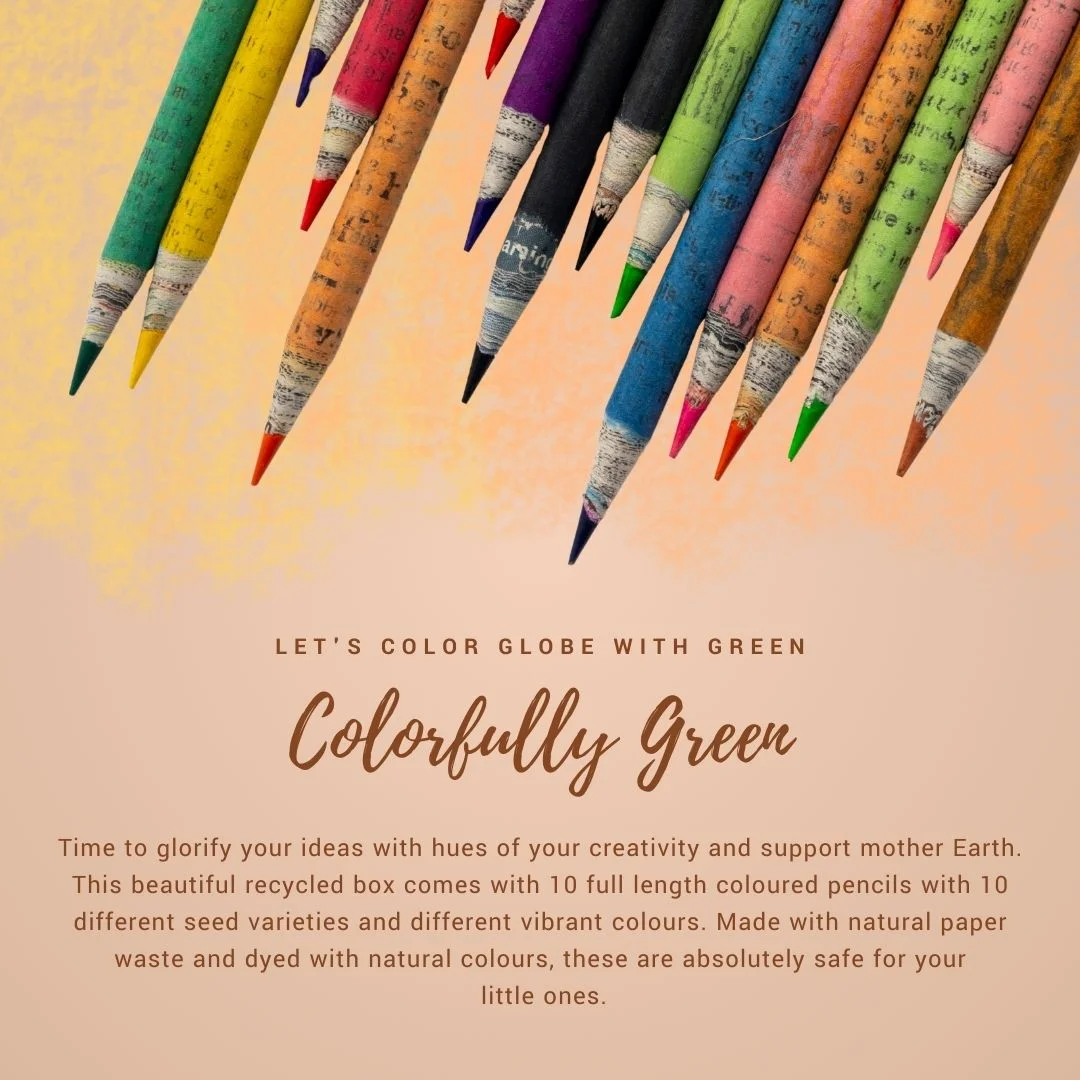 aming
LET'S COLOR GLOBE WITH GREEN
Colorfully Green
Time to glorify your ideas with hues of your creativity and support mother Earth.
This beautiful recycled box comes with 10 full length coloured pencils with 10
different seed varieties and different vibrant colours. Made with natural paper
waste and dyed with natural colours, these are absolutely safe for your
little ones.